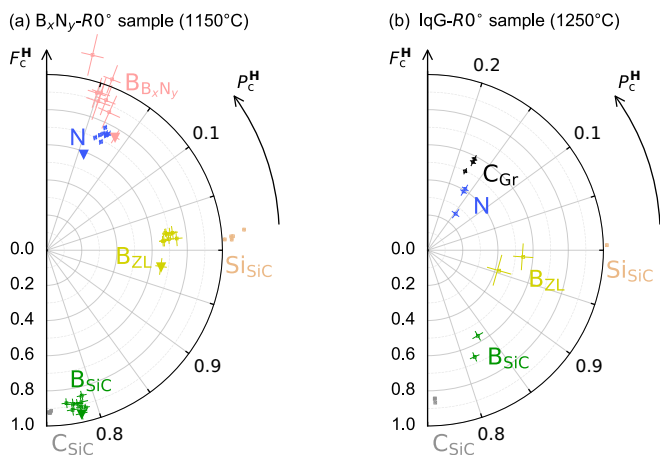 (a) BₓNᵧ-R0° sample (1150°C)
F_c^H
P_c^H
B_BₓNᵧ
N
0.1
0.0
0.2
0.4
0.6
0.8
1.0
B_ZL
Si_SiC
0.9
B_SiC
0.8
C_SiC
(b) IqG-R0° sample (1250°C)
F_c^H
0.2
P_c^H
0.1
C_Gr
N
0.0
0.2
0.4
0.6
0.8
1.0
B_ZL
Si_SiC
0.9
B_SiC
0.8
C_SiC